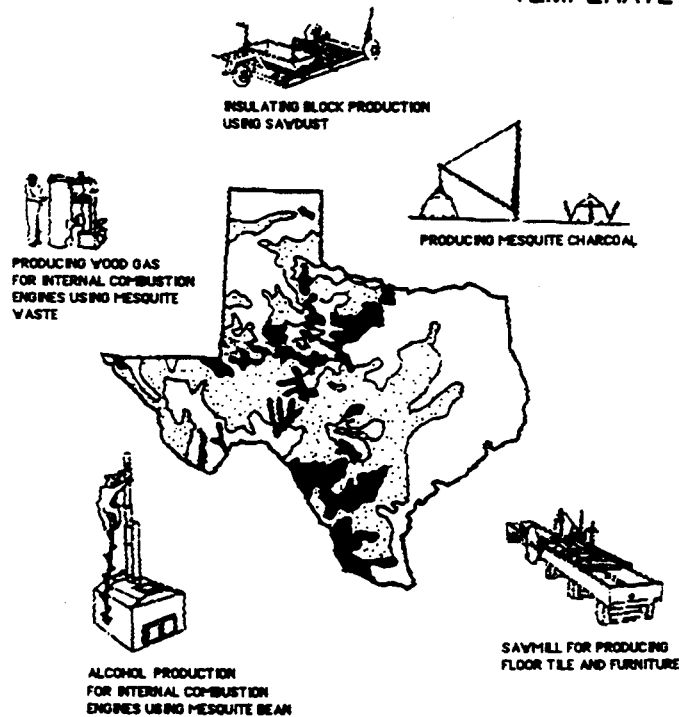 TEMPERATE
INSULATING BLOCK PRODUCTION
USING SAWDUST
PRODUCING MESQUITE CHARCOAL
PRODUCING WOOD GAS
FOR INTERNAL COMBUSTION
ENGINES USING MESQUITE
WASTE
ALCOHOL PRODUCTION
FOR INTERNAL COMBUSTION
ENGINES USING MESQUITE BEAN
SAWMILL FOR PRODUCING
FLOOR TILE AND FURNITURE